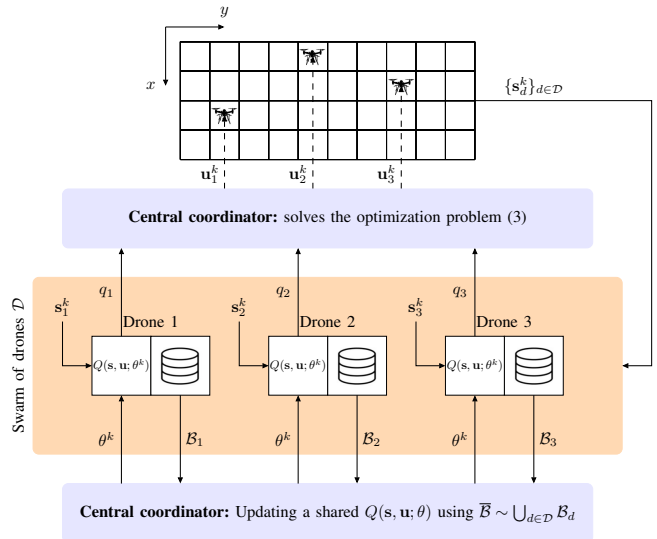 y
x
{s_d^k}_{d∈𝒟}
u_1^k u_2^k u_3^k
Central coordinator: solves the optimization problem (3)
q_1 q_2 q_3
s_1^k s_2^k s_3^k
Drone 1 Drone 2 Drone 3
Q(s, u; θ^k) Q(s, u; θ^k) Q(s, u; θ^k)
Swarm of drones 𝒟
θ^k ℬ_1 θ^k ℬ_2 θ^k ℬ_3
Central coordinator: Updating a shared Q(s, u; θ) using \overline{ℬ} ∼ ⋃_{d∈𝒟} ℬ_d